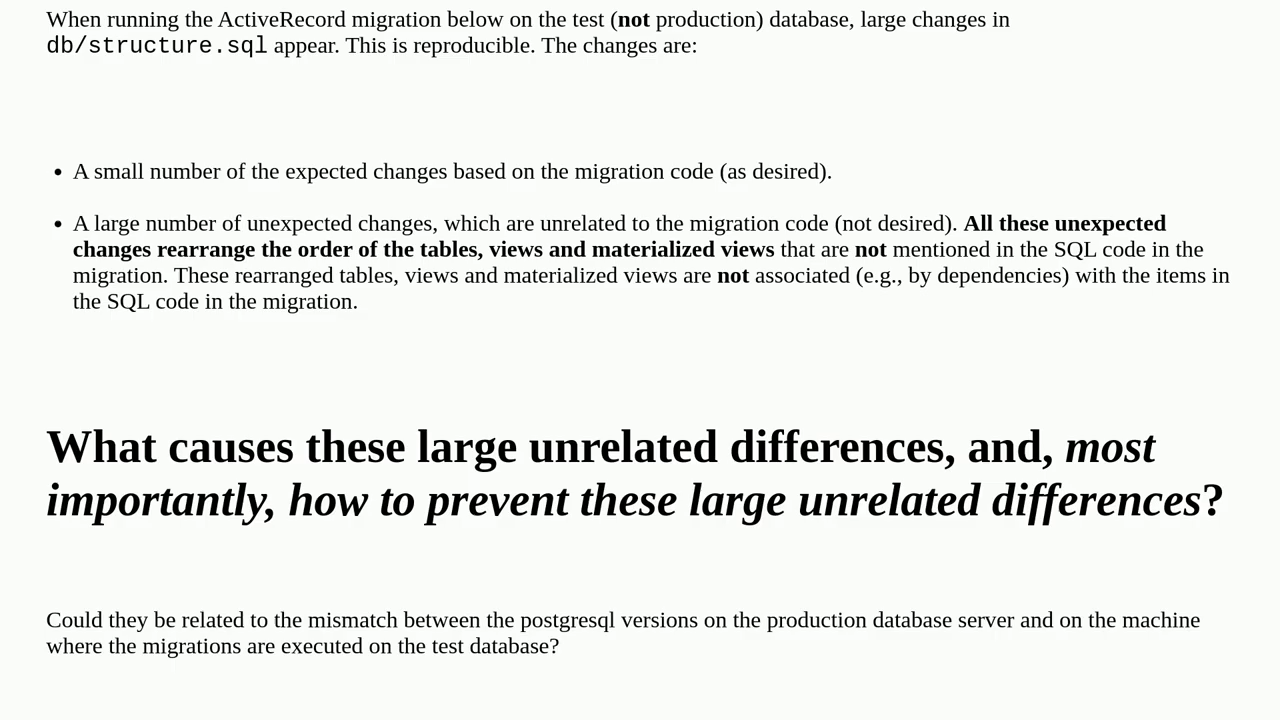 When running the ActiveRecord migration below on the test (not production) database, large changes in
db/structure.sql appear. This is reproducible. The changes are:
• A small number of the expected changes based on the migration code (as desired).
• A large number of unexpected changes, which are unrelated to the migration code (not desired). All these unexpected
changes rearrange the order of the tables, views and materialized views that are not mentioned in the SQL code in the
migration. These rearranged tables, views and materialized views are not associated (e.g., by dependencies) with the items in
the SQL code in the migration.
What causes these large unrelated differences, and, most
importantly, how to prevent these large unrelated differences?
Could they be related to the mismatch between the postgresql versions on the production database server and on the machine
where the migrations are executed on the test database?